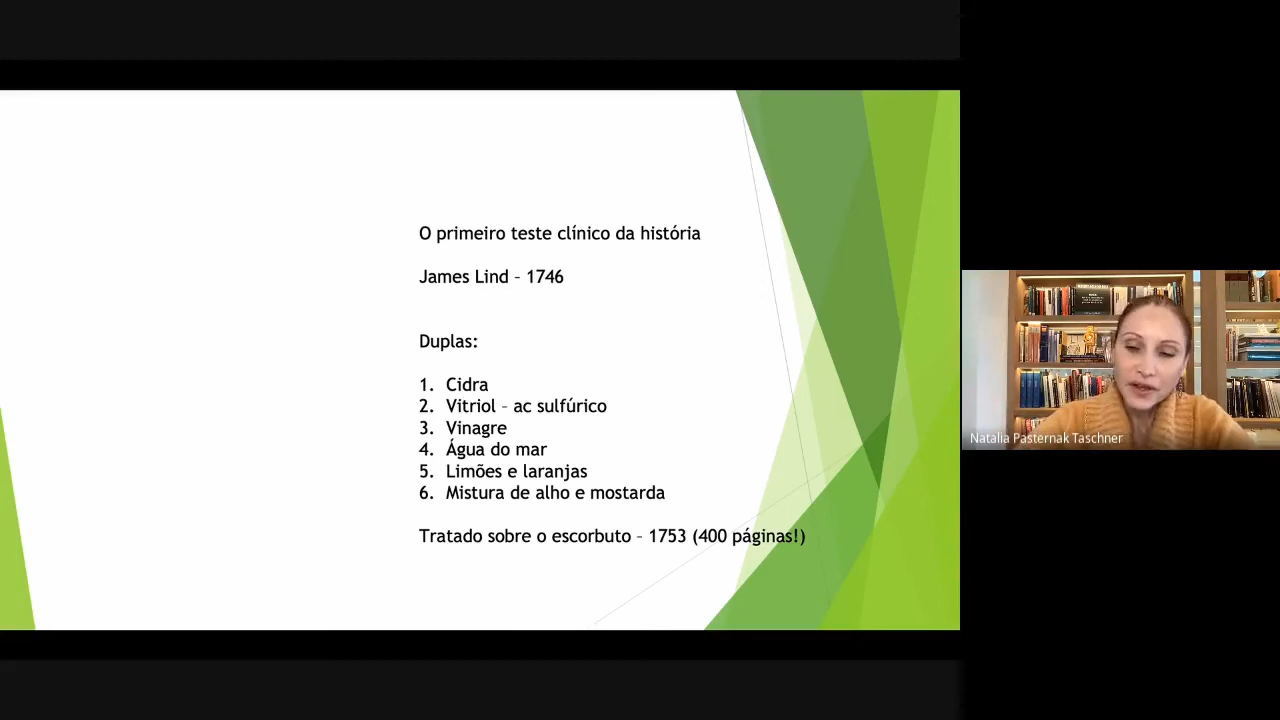 O primeiro teste clínico da história
James Lind – 1746
Duplas:
1. Cidra
2. Vitriol – ac sulfúrico
3. Vinagre
4. Água do mar
5. Limões e laranjas
6. Mistura de alho e mostarda
Tratado sobre o escorbuto – 1753 (400 páginas!)
Natalia Pasternak Taschner